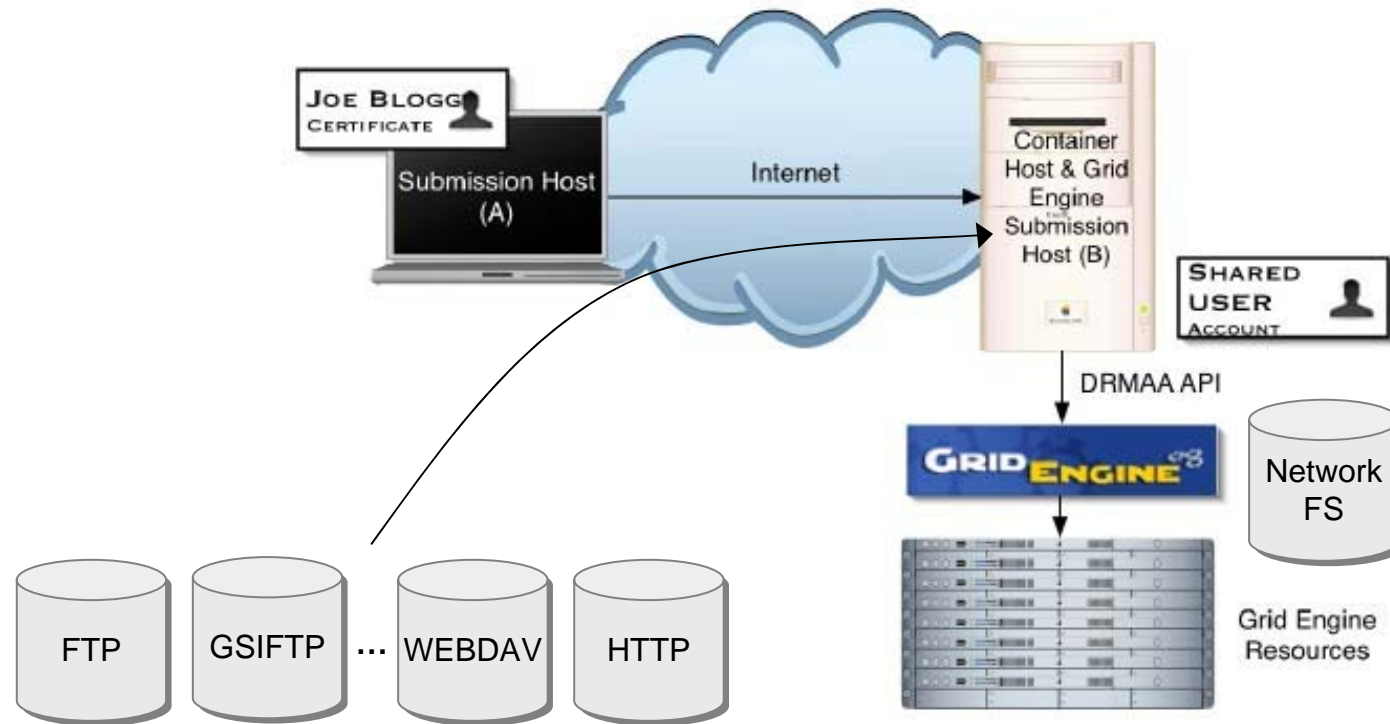 JOE BLOGG
CERTIFICATE
Submission Host
(A)
Internet
Container
Host & Grid
Engine
Submission
Host (B)
SHARED
USER
ACCOUNT
DRMAA API
GRID ENGINE
Network
FS
Grid Engine
Resources
FTP
GSIFTP
...
WEBDAV
HTTP